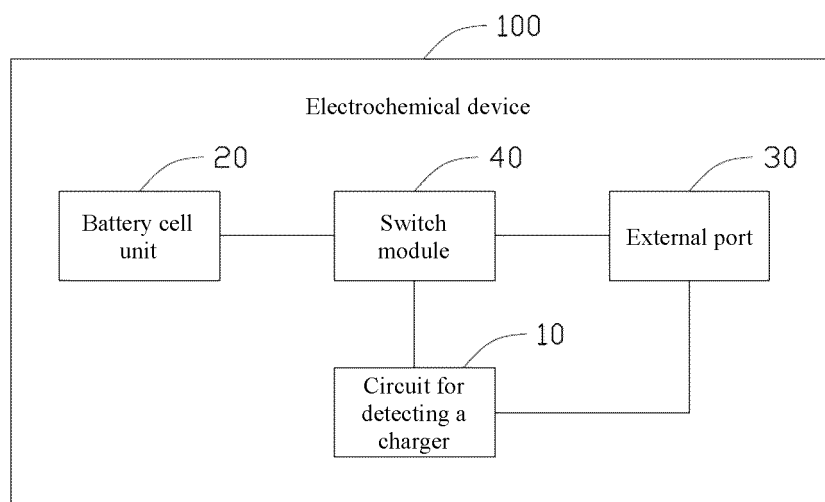 100
Electrochemical device
20
40
30
Battery cell
unit
Switch
module
External port
10
Circuit for
detecting a
charger